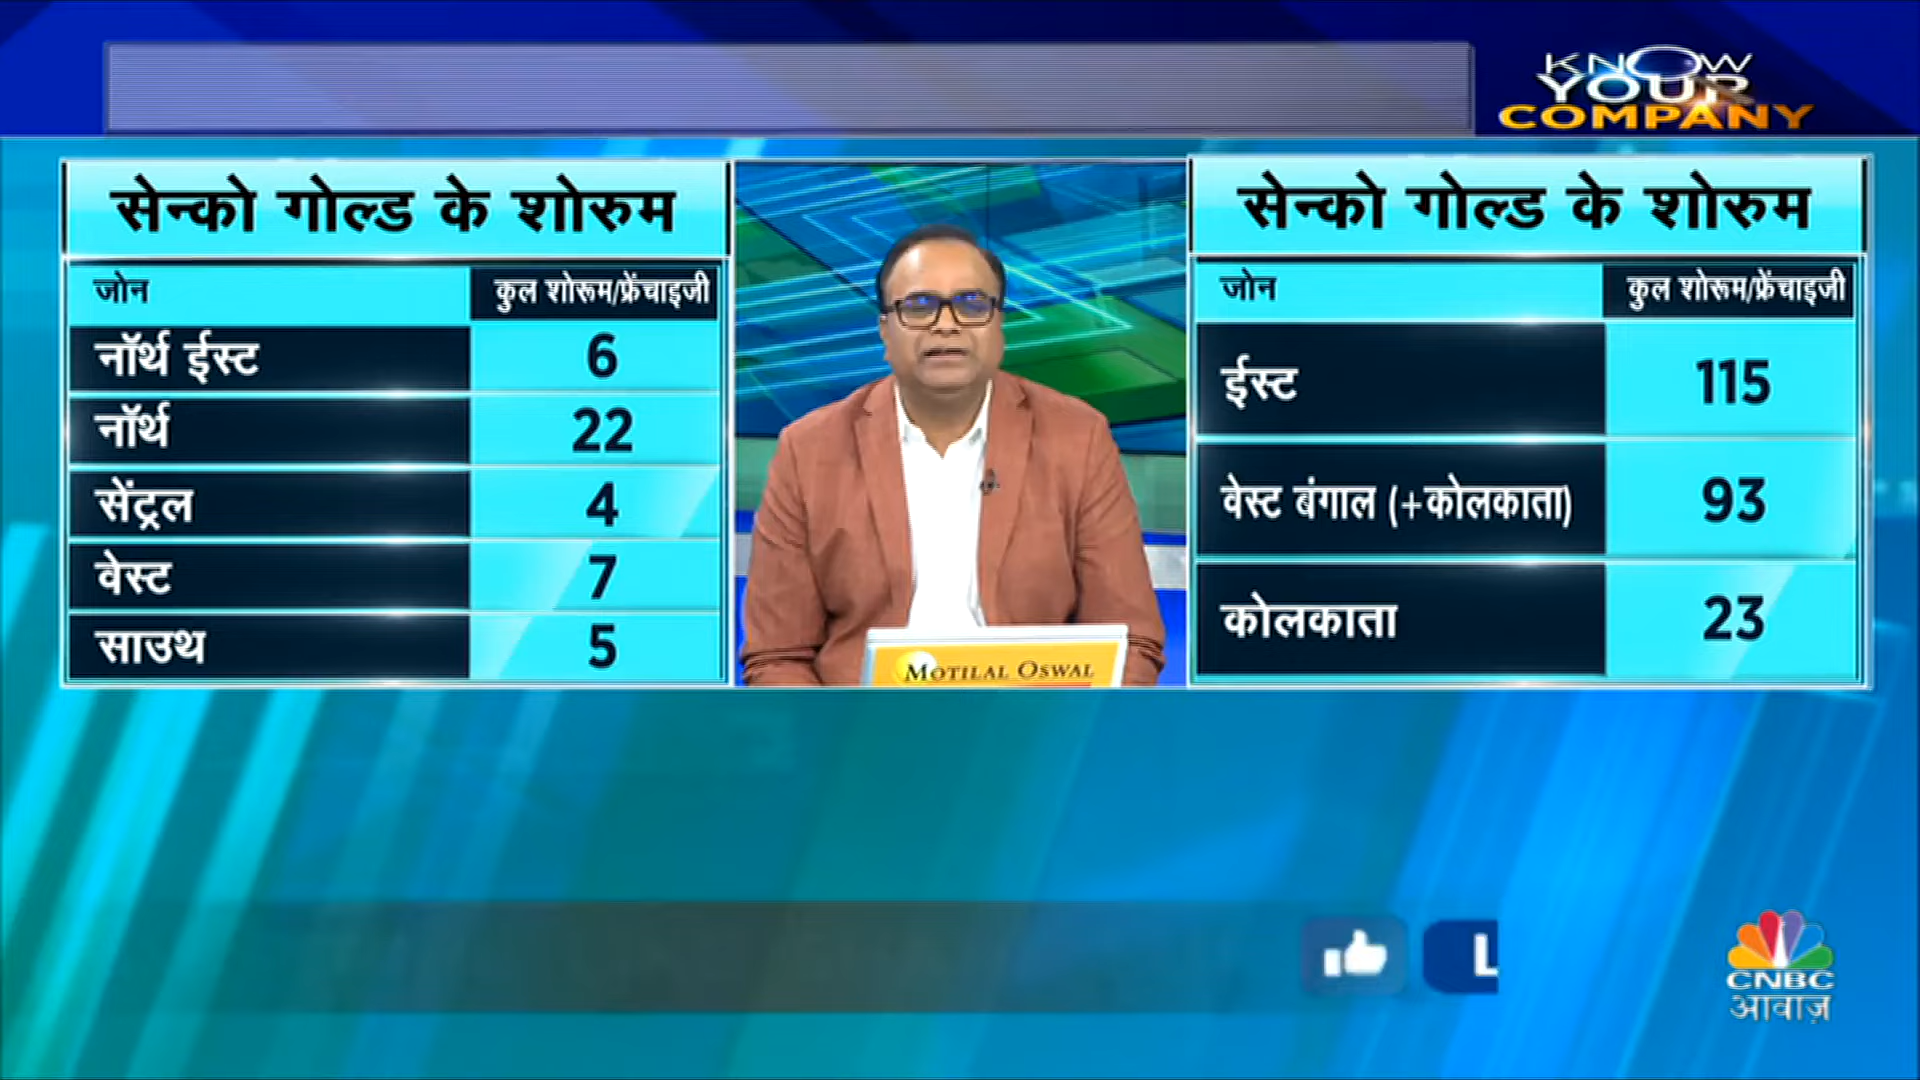 KNOW
YOUR
COMPANY
सेन्को गोल्ड के शोरुम
जोन कुल शोरूम/फ्रेंचाइजी
नॉर्थ ईस्ट 6
नॉर्थ 22
सेंट्रल 4
वेस्ट 7
साउथ 5
MOTILAL OSWAL
सेन्को गोल्ड के शोरुम
जोन कुल शोरूम/फ्रेंचाइजी
ईस्ट 115
वेस्ट बंगाल (+कोलकाता) 93
कोलकाता 23
L
CNBC
आवाज़